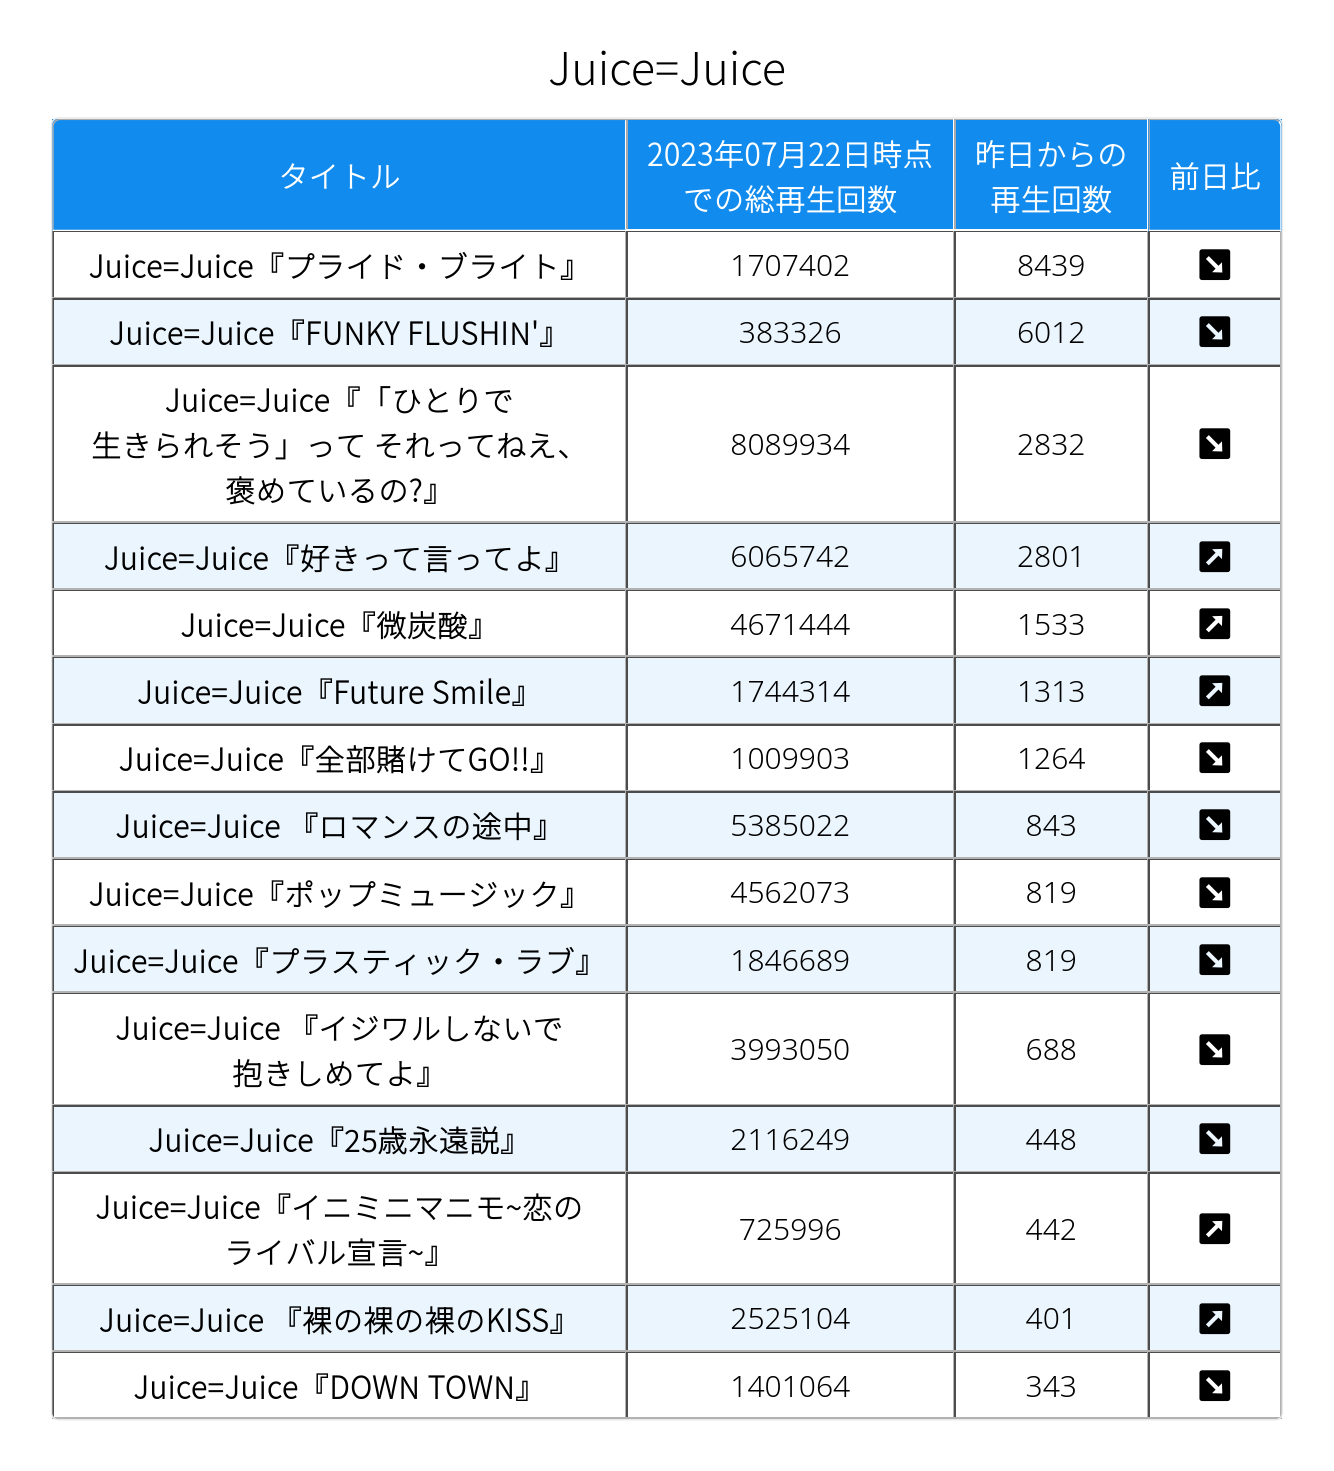 Juice=Juice
タイトル
2023年07月22日時点
での総再生回数
昨日からの
再生回数
前日比
Juice=Juice『プライド・ブライト』 1707402 8439 ↘
Juice=Juice『FUNKY FLUSHIN'』 383326 6012 ↘
Juice=Juice『「ひとりで
生きられそう」って それってねえ、
褒めているの?』
8089934 2832 ↘
Juice=Juice『好きって言ってよ』 6065742 2801 ↗
Juice=Juice『微炭酸』 4671444 1533 ↗
Juice=Juice『Future Smile』 1744314 1313 ↗
Juice=Juice『全部賭けてGO!!』 1009903 1264 ↘
Juice=Juice 『ロマンスの途中』 5385022 843 ↘
Juice=Juice『ポップミュージック』 4562073 819 ↘
Juice=Juice『プラスティック・ラブ』 1846689 819 ↘
Juice=Juice 『イジワルしないで
抱きしめてよ』
3993050 688 ↘
Juice=Juice『25歳永遠説』 2116249 448 ↘
Juice=Juice『イニミニマニモ~恋の
ライバル宣言~』
725996 442 ↗
Juice=Juice 『裸の裸の裸のKISS』 2525104 401 ↗
Juice=Juice『DOWN TOWN』 1401064 343 ↘